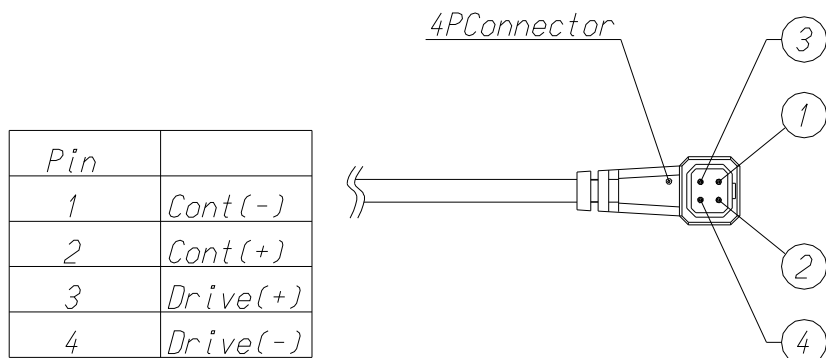 4PConnector
3
1
2
4
Pin
1 Cont(-)
2 Cont(+)
3 Drive(+)
4 Drive(-)